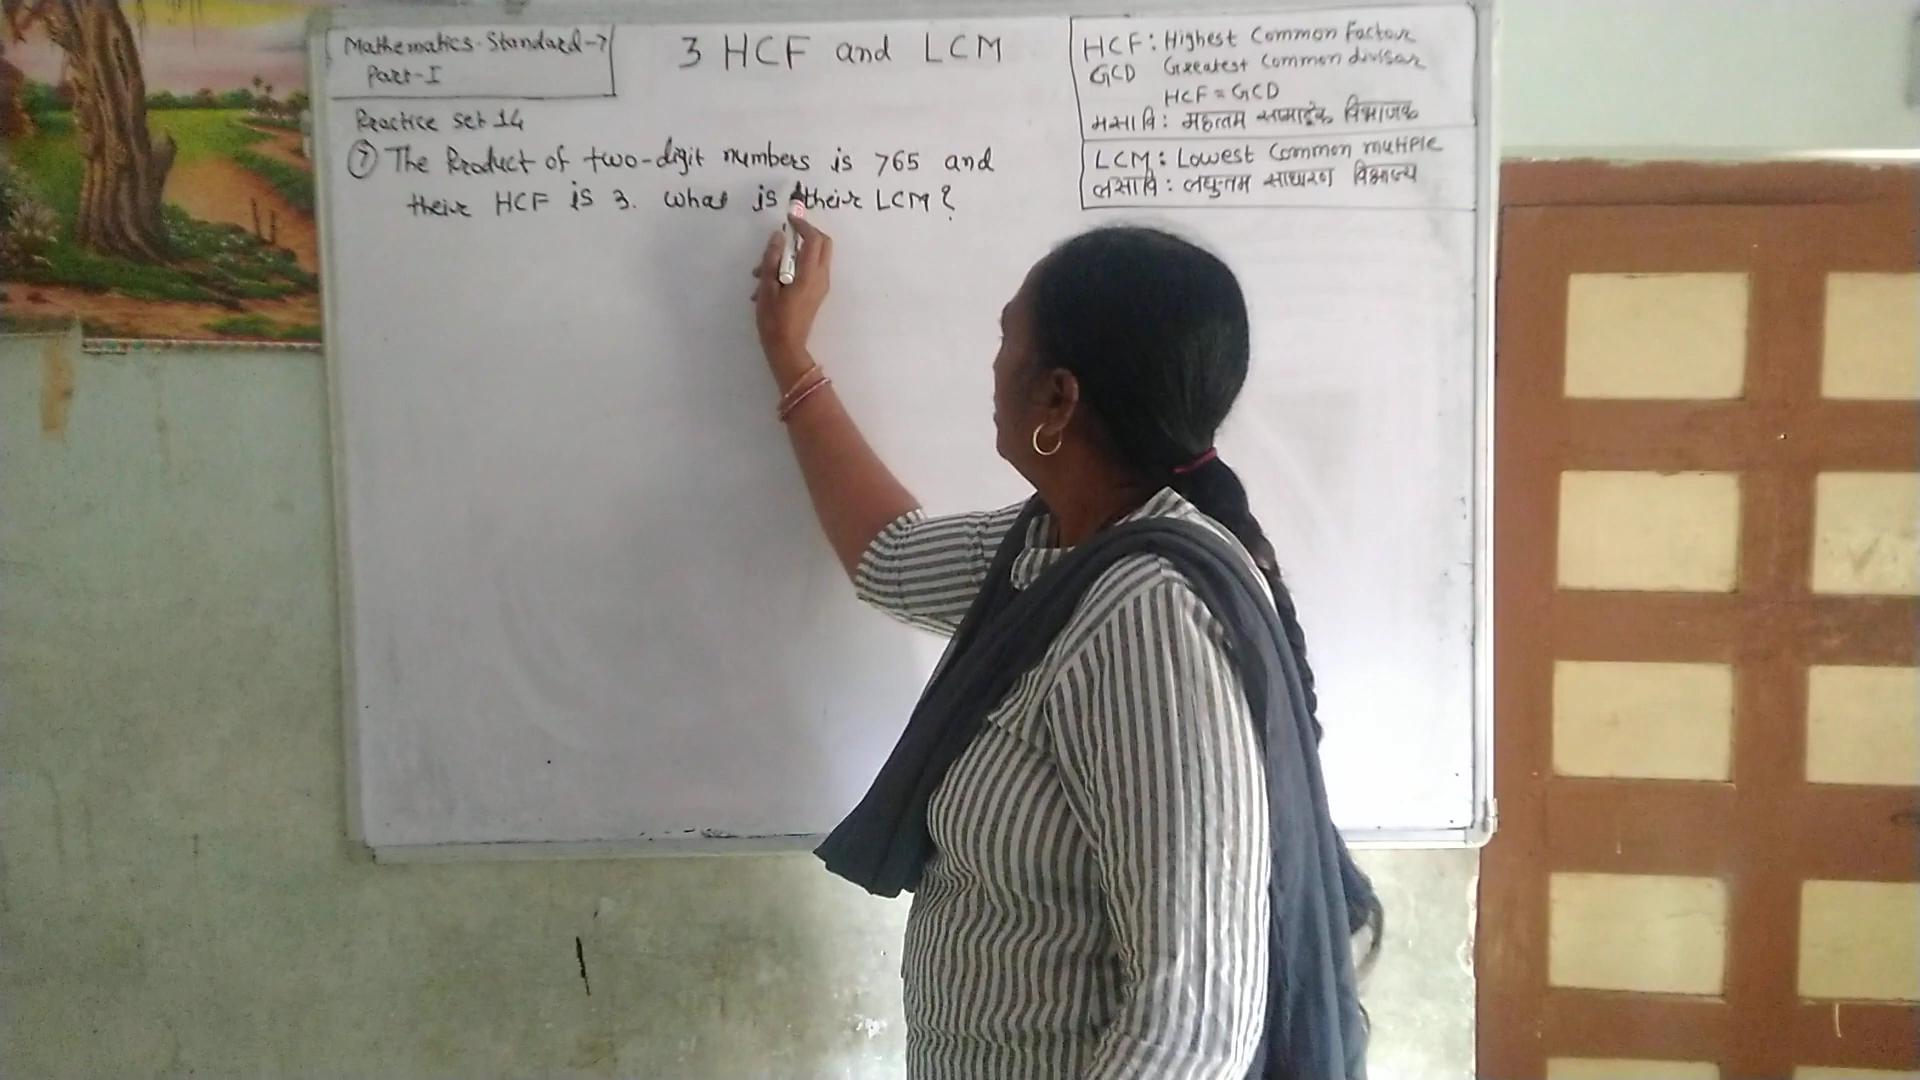 Mathematics. Standard-7
Part-I
3 HCF and LCM
Practice Set 14
⑦ The Product of two-digit numbers is 765 and
their HCF is 3. What is their LCM?
HCF: Highest Common Factor
GCD Greatest Common divisor
HCF = GCD
मसावि: महत्तम सामाईक विभाजक
LCM: Lowest Common mutiple
लसावि: लघुत्तम साधारण विभाज्य